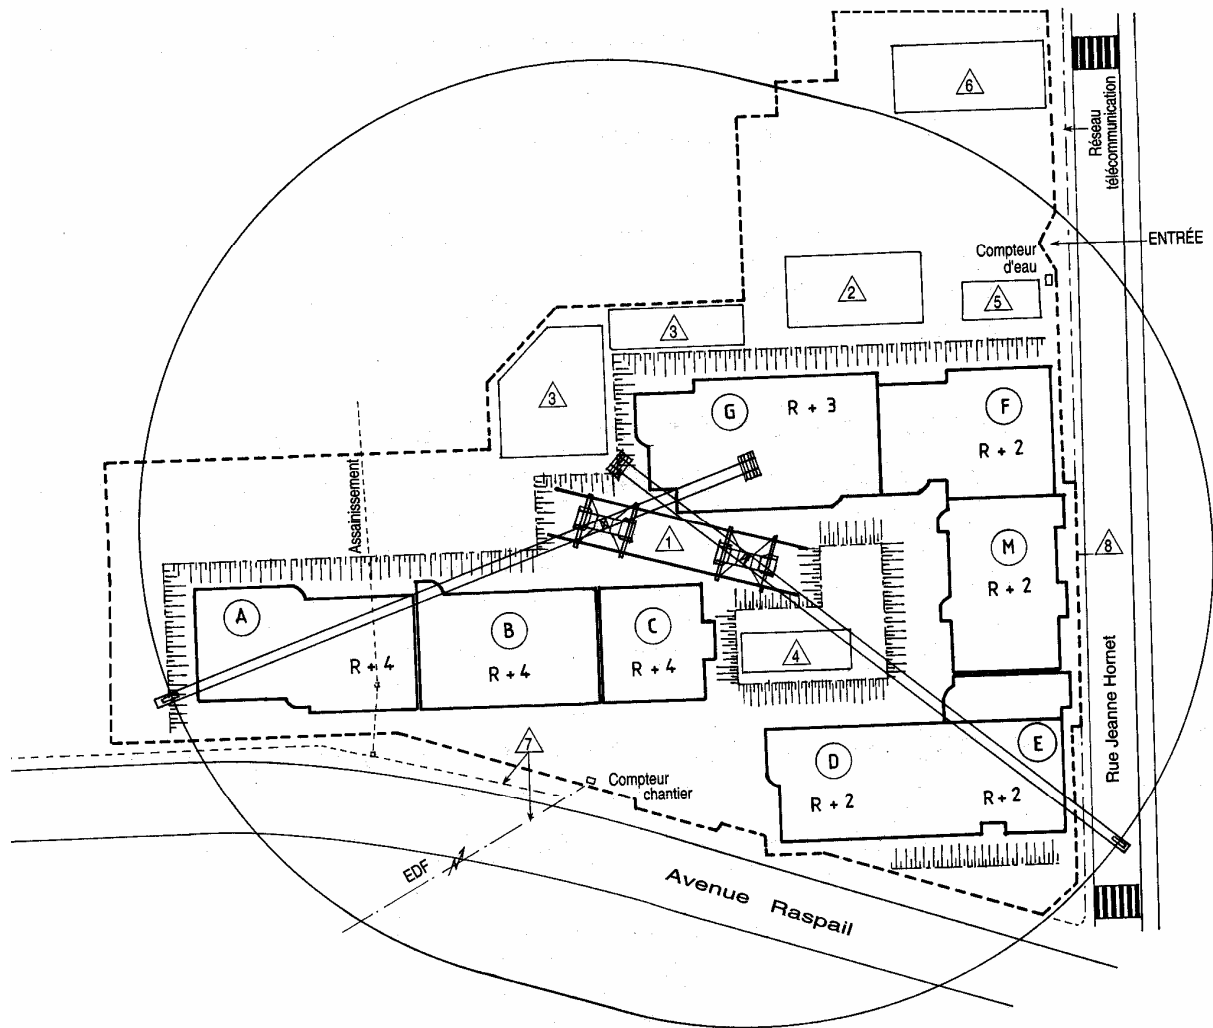 6
Réseau
télécommunication
ENTRÉE
Compteur
d'eau
2
5
3
3
G
R + 3
F
R + 2
Assainissement
1
M
R + 2
8
A
R + 4
B
R + 4
C
R + 4
4
Rue Jeanne Hornet
7
Compteur
chantier
D
R + 2
E
R + 2
EDF
Avenue Raspail